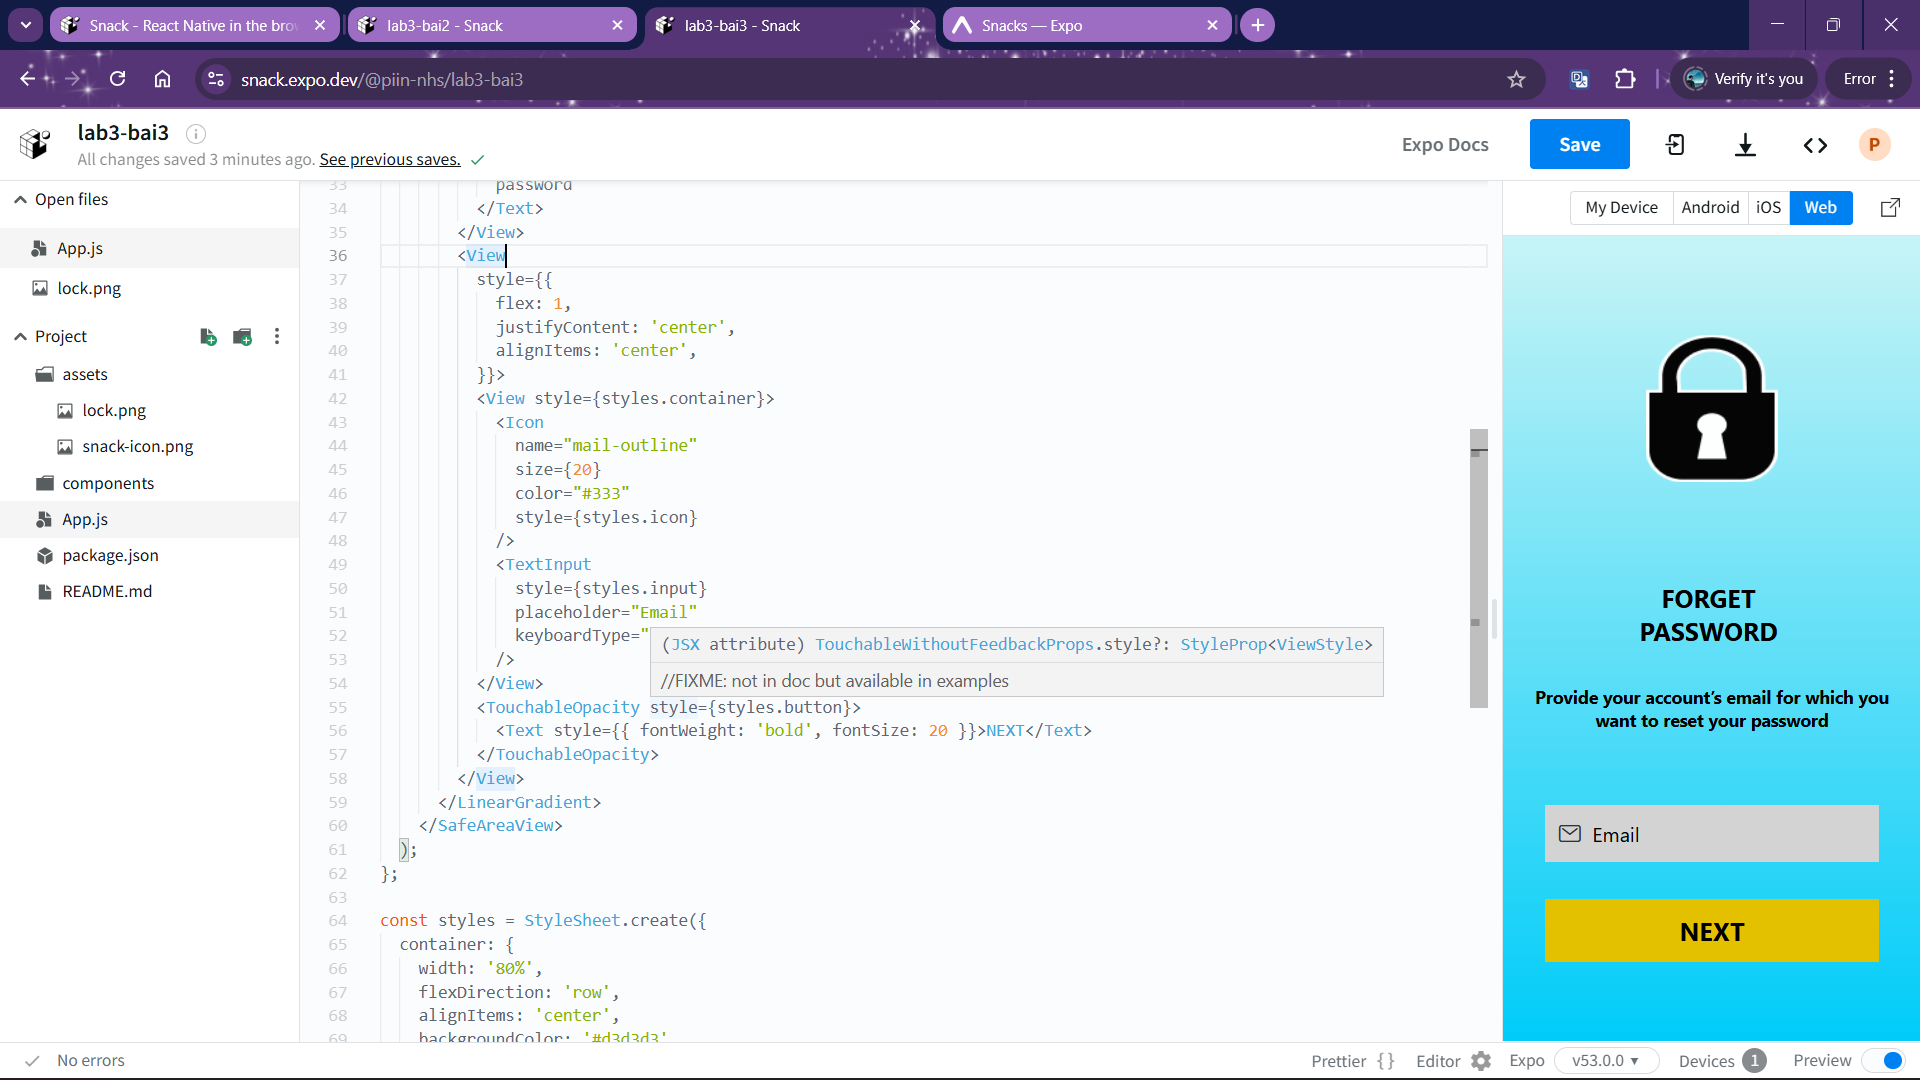 Snack - React Native in the bro
lab3-bai2 - Snack
lab3-bai3 - Snack
Snacks — Expo
snack.expo.dev/@piin-nhs/lab3-bai3
Verify it's you
Error
lab3-bai3
All changes saved 3 minutes ago. See previous saves.
Expo Docs
Save
P
Open files
App.js
lock.png
Project
assets
lock.png
snack-icon.png
components
App.js
package.json
README.md
33 password
34 </Text>
35 </View>
36 <View
37 style={{
38 flex: 1,
39 justifyContent: 'center',
40 alignItems: 'center',
41 }}>
42 <View style={styles.container}>
43 <Icon
44 name="mail-outline"
45 size={20}
46 color="#333"
47 style={styles.icon}
48 />
49 <TextInput
50 style={styles.input}
51 placeholder="Email"
52 keyboardType="
(JSX attribute) TouchableWithoutFeedbackProps.style?: StyleProp<ViewStyle>
//FIXME: not in doc but available in examples
53 />
54 </View>
55 <TouchableOpacity style={styles.button}>
56 <Text style={{ fontWeight: 'bold', fontSize: 20 }}>NEXT</Text>
57 </TouchableOpacity>
58 </View>
59 </LinearGradient>
60 </SafeAreaView>
61 );
62 };
63
64 const styles = StyleSheet.create({
65 container: {
66 width: '80%',
67 flexDirection: 'row',
68 alignItems: 'center',
69 backgroundColor: '#d3d3d3'
My Device
Android
iOS
Web
FORGET
PASSWORD
Provide your account's email for which you
want to reset your password
Email
NEXT
No errors
Prettier { }
Editor
Expo
v53.0.0
Devices 1
Preview